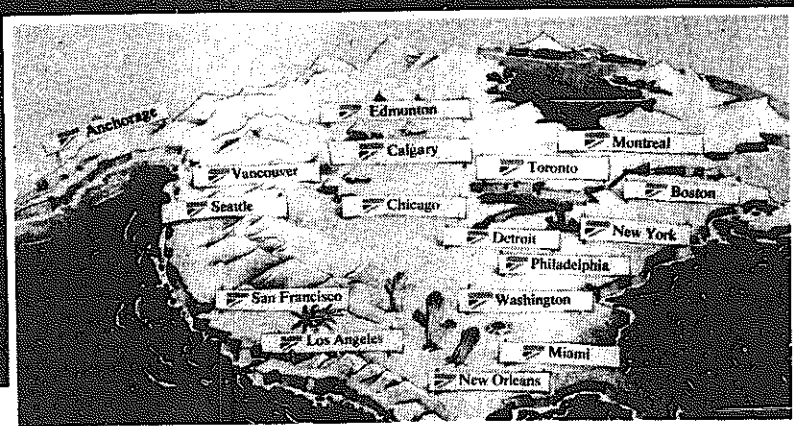 Anchorage
Edmunton
Calgary
Montreal
Vancouver
Toronto
Boston
Seattle
Chicago
Detroit
New York
Philadelphia
San Francisco
Washington
Los Angeles
Miami
New Orleans